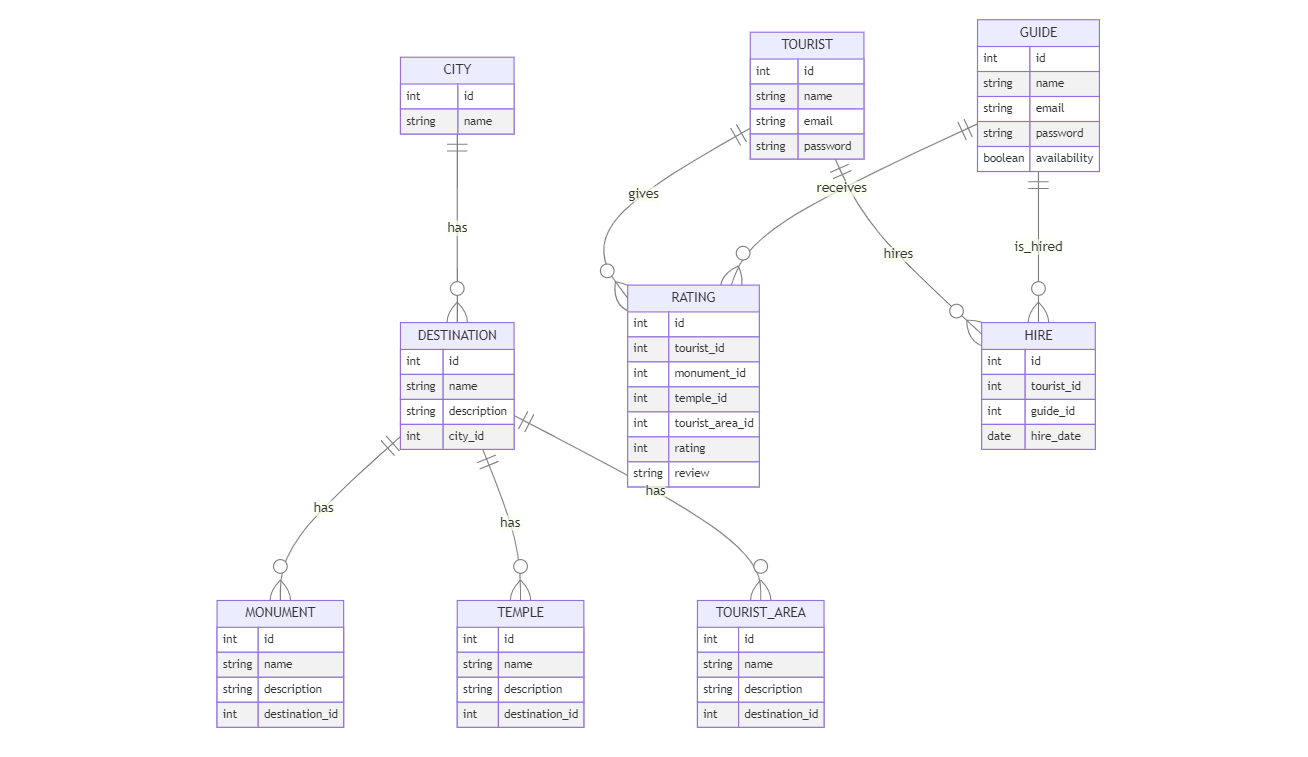 GUIDE
int id
string name
string email
string password
boolean availability
TOURIST
int id
string name
string email
string password
CITY
int id
string name
receives
gives
has
is_hired
hires
RATING
int id
int tourist_id
int monument_id
int temple_id
int tourist_area_id
int rating
string review
DESTINATION
int id
string name
string description
int city_id
HIRE
int id
int tourist_id
int guide_id
date hire_date
has
has
has
MONUMENT
int id
string name
string description
int destination_id
TEMPLE
int id
string name
string description
int destination_id
TOURIST_AREA
int id
string name
string description
int destination_id